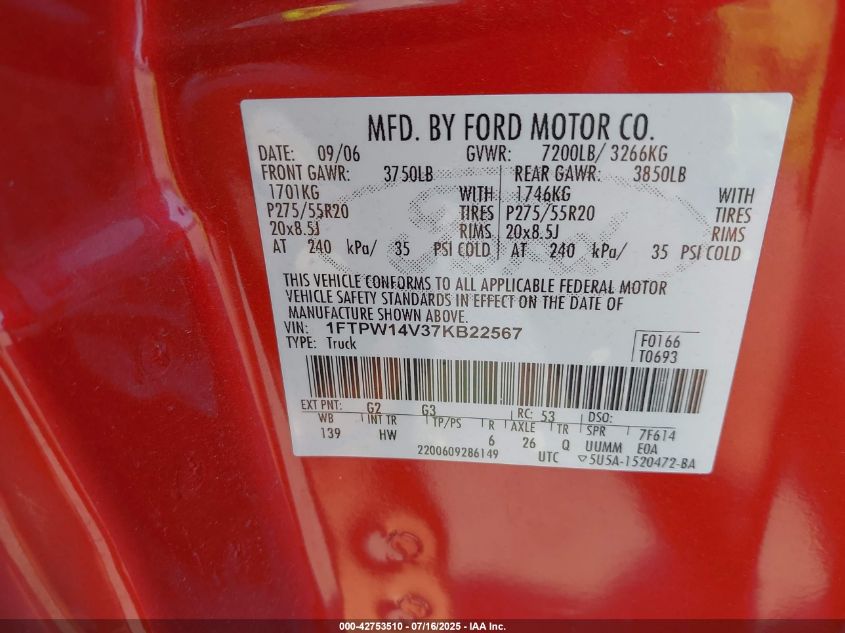 MFD. BY FORD MOTOR CO.
DATE: 09/06 GVWR: 7200LB/ 3266KG
FRONT GAWR: 3750LB REAR GAWR: 3850LB
1701KG WITH 1746KG WITH
P275/55R20 TIRES P275/55R20 TIRES
20x8.5J RIMS 20x8.5J RIMS
AT 240 kPa/ 35 PSI COLD AT 240 kPa/ 35 PSI COLD
THIS VEHICLE CONFORMS TO ALL APPLICABLE FEDERAL MOTOR
VEHICLE SAFETY STANDARDS IN EFFECT ON THE DATE OF
MANUFACTURE SHOWN ABOVE.
VIN: 1FTPW14V37KB22567
TYPE: Truck
F0166
T0693
EXT PNT: G2 G3 RC: 53 DSO:
WB INT TR TP/PS R AXLE TR SPR 7F614
139 HW 6 26 Q UUMM E0A
2200609286149 UTC ▽5U5A-1520472-BA
000-42753510 - 07/16/2025 - IAA Inc.